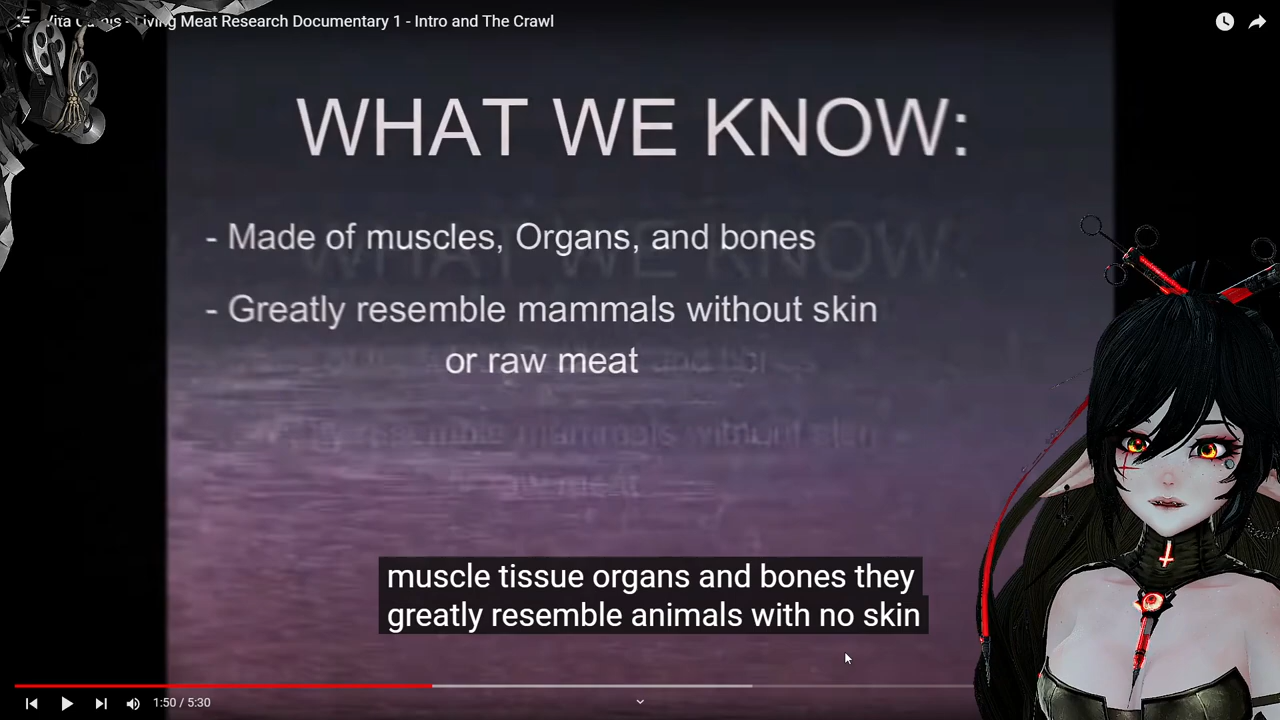 Living Meat Research Documentary 1 - Intro and The Crawl
WHAT WE KNOW:
- Made of muscles, Organs, and bones
- Greatly resemble mammals without skin
or raw meat
muscle tissue organs and bones they
greatly resemble animals with no skin
1:50 / 5:30